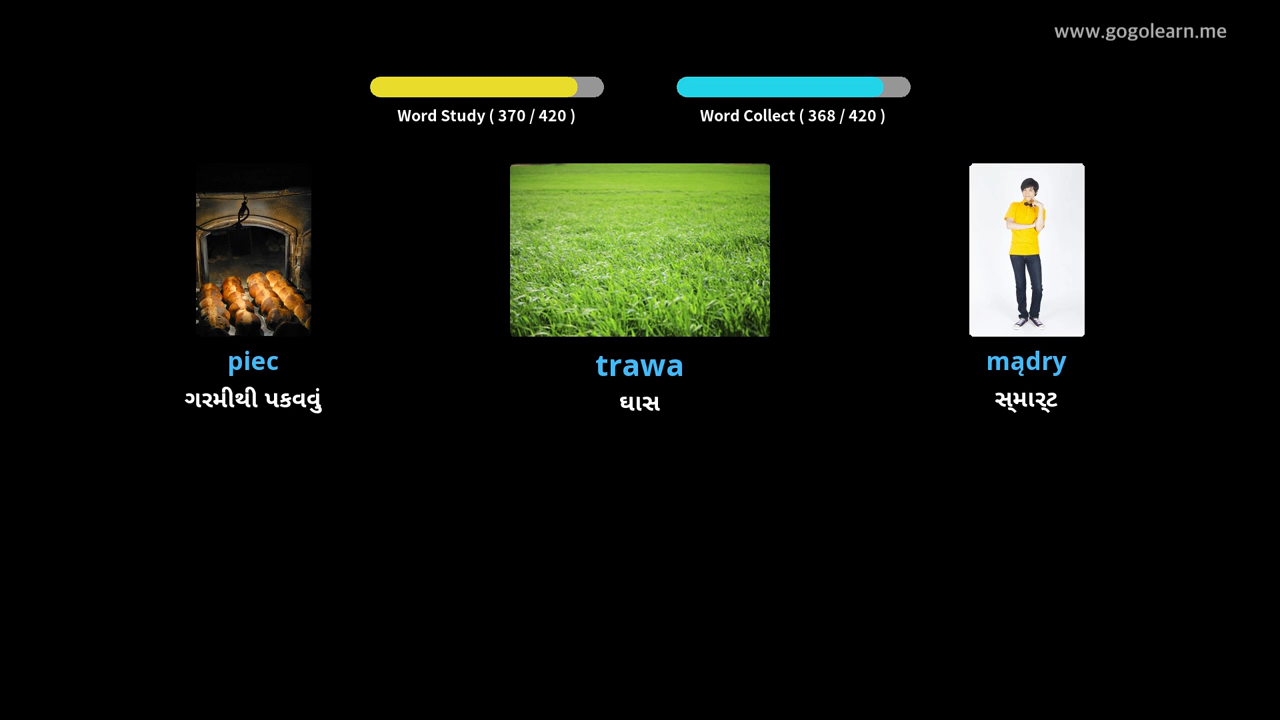 www.gogolearn.me
Word Study ( 370 / 420 )
Word Collect ( 368 / 420 )
piec
trawa
mądry
ગરમીથી પકવવું
ઘાસ
સ્માર્ટ